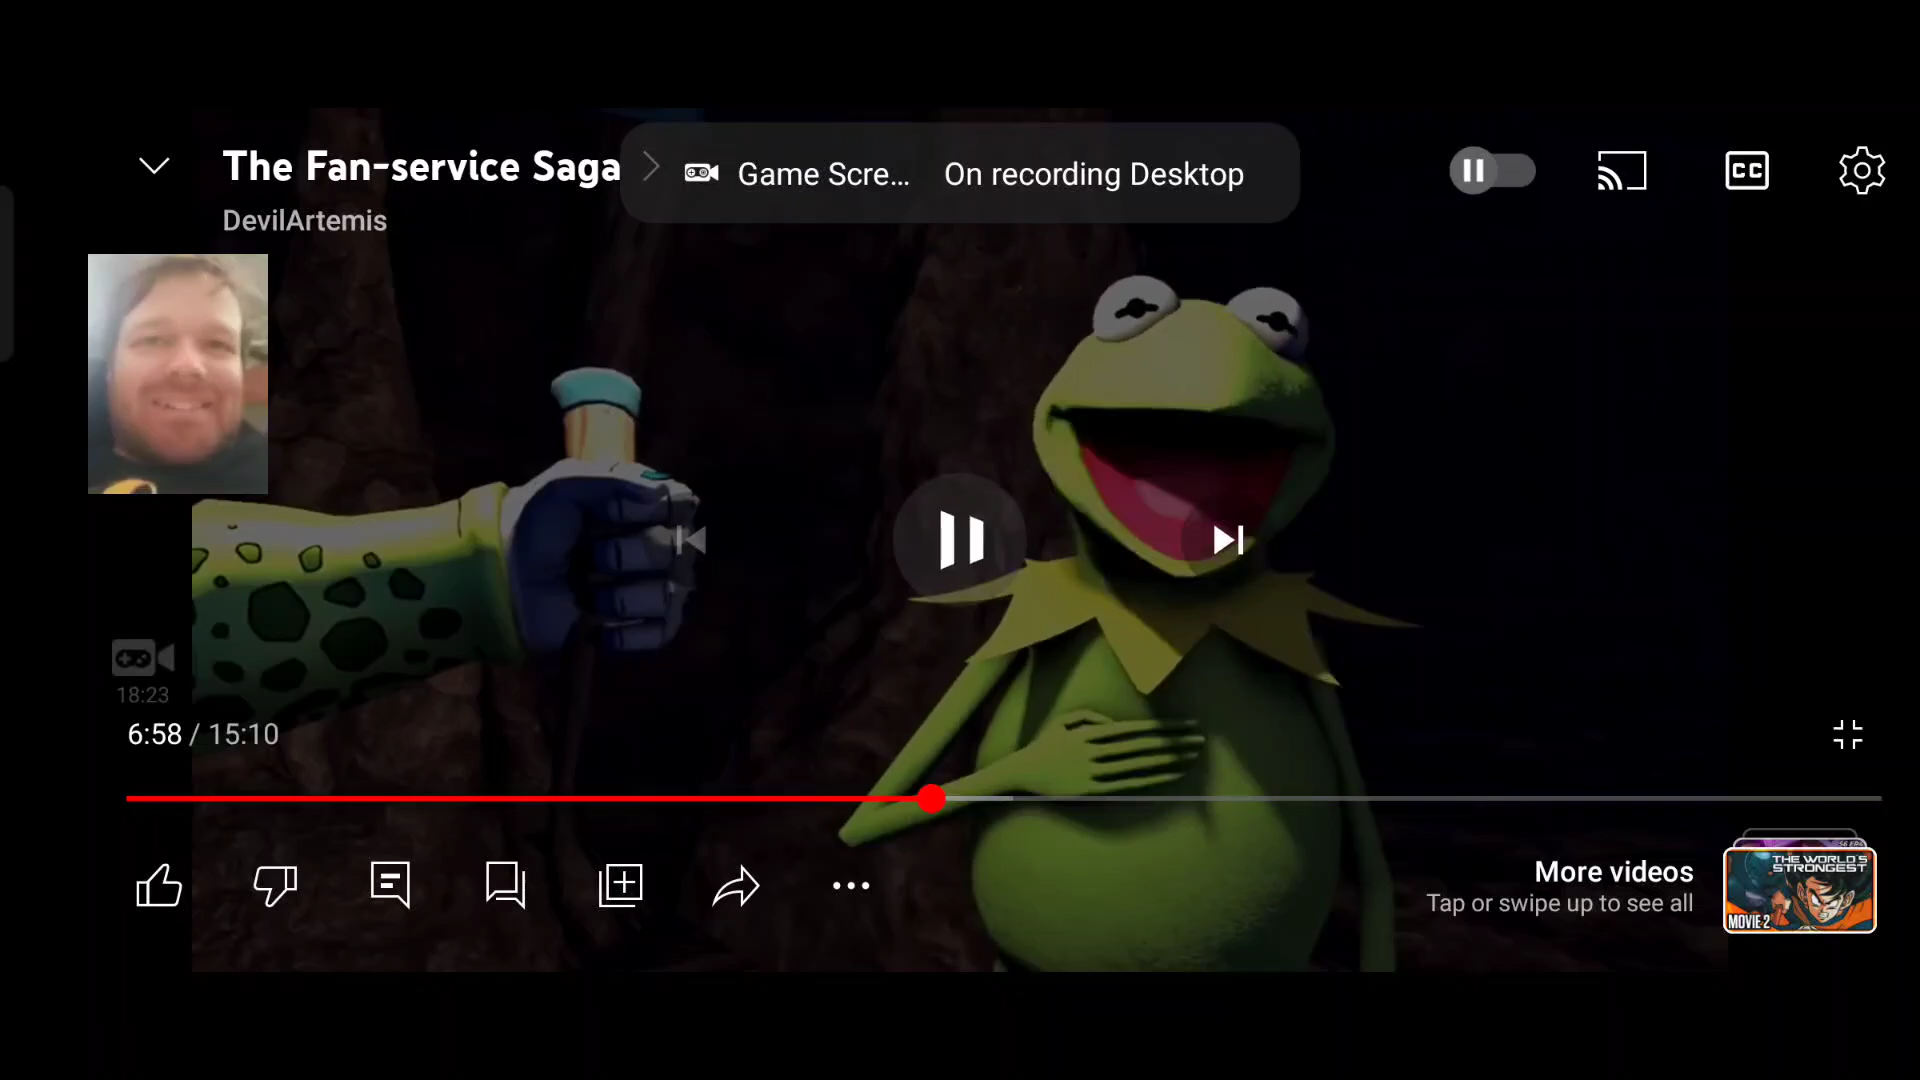 The Fan-service Saga
Game Scre... On recording Desktop
CC
DevilArtemis
18:23
6:58 / 15:10
More videos
Tap or swipe up to see all
THE WORLD'S
STRONGEST
MOVIE 2